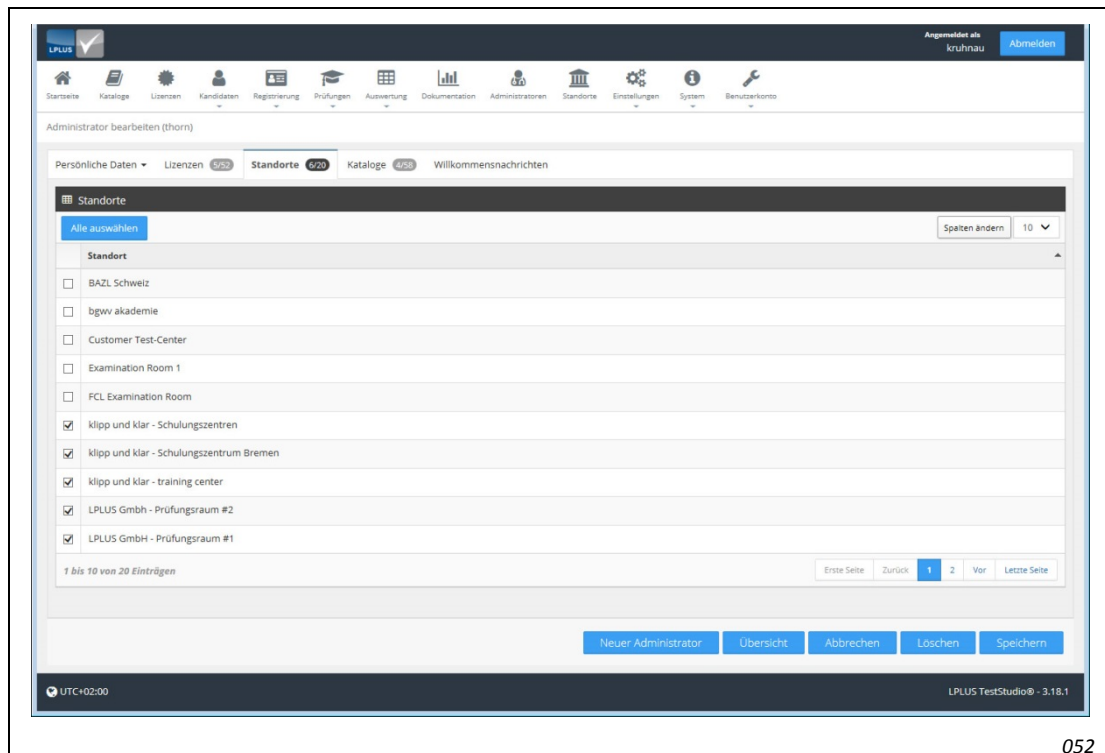 LPLUS
Angemeldet als
kruhnau
Abmelden
Startseite Kataloge Lizenzen Kandidaten Registrierung Prüfungen Auswertung Dokumentation Administratoren Standorte Einstellungen System Benutzerkonto
Administrator bearbeiten (thorn)
Persönliche Daten Lizenzen 5/52 Standorte 6/20 Kataloge 4/58 Willkommensnachrichten
Standorte
Alle auswählen Spalten ändern 10
Standort
BAZL Schweiz
bgwv akademie
Customer Test-Center
Examination Room 1
FCL Examination Room
klipp und klar - Schulungszentren
klipp und klar - Schulungszentrum Bremen
klipp und klar - training center
LPLUS Gmbh - Prüfungsraum #2
LPLUS GmbH - Prüfungsraum #1
1 bis 10 von 20 Einträgen Erste Seite Zurück 1 2 Vor Letzte Seite
Neuer Administrator Übersicht Abbrechen Löschen Speichern
UTC+02:00 LPLUS TestStudio® - 3.18.1
052